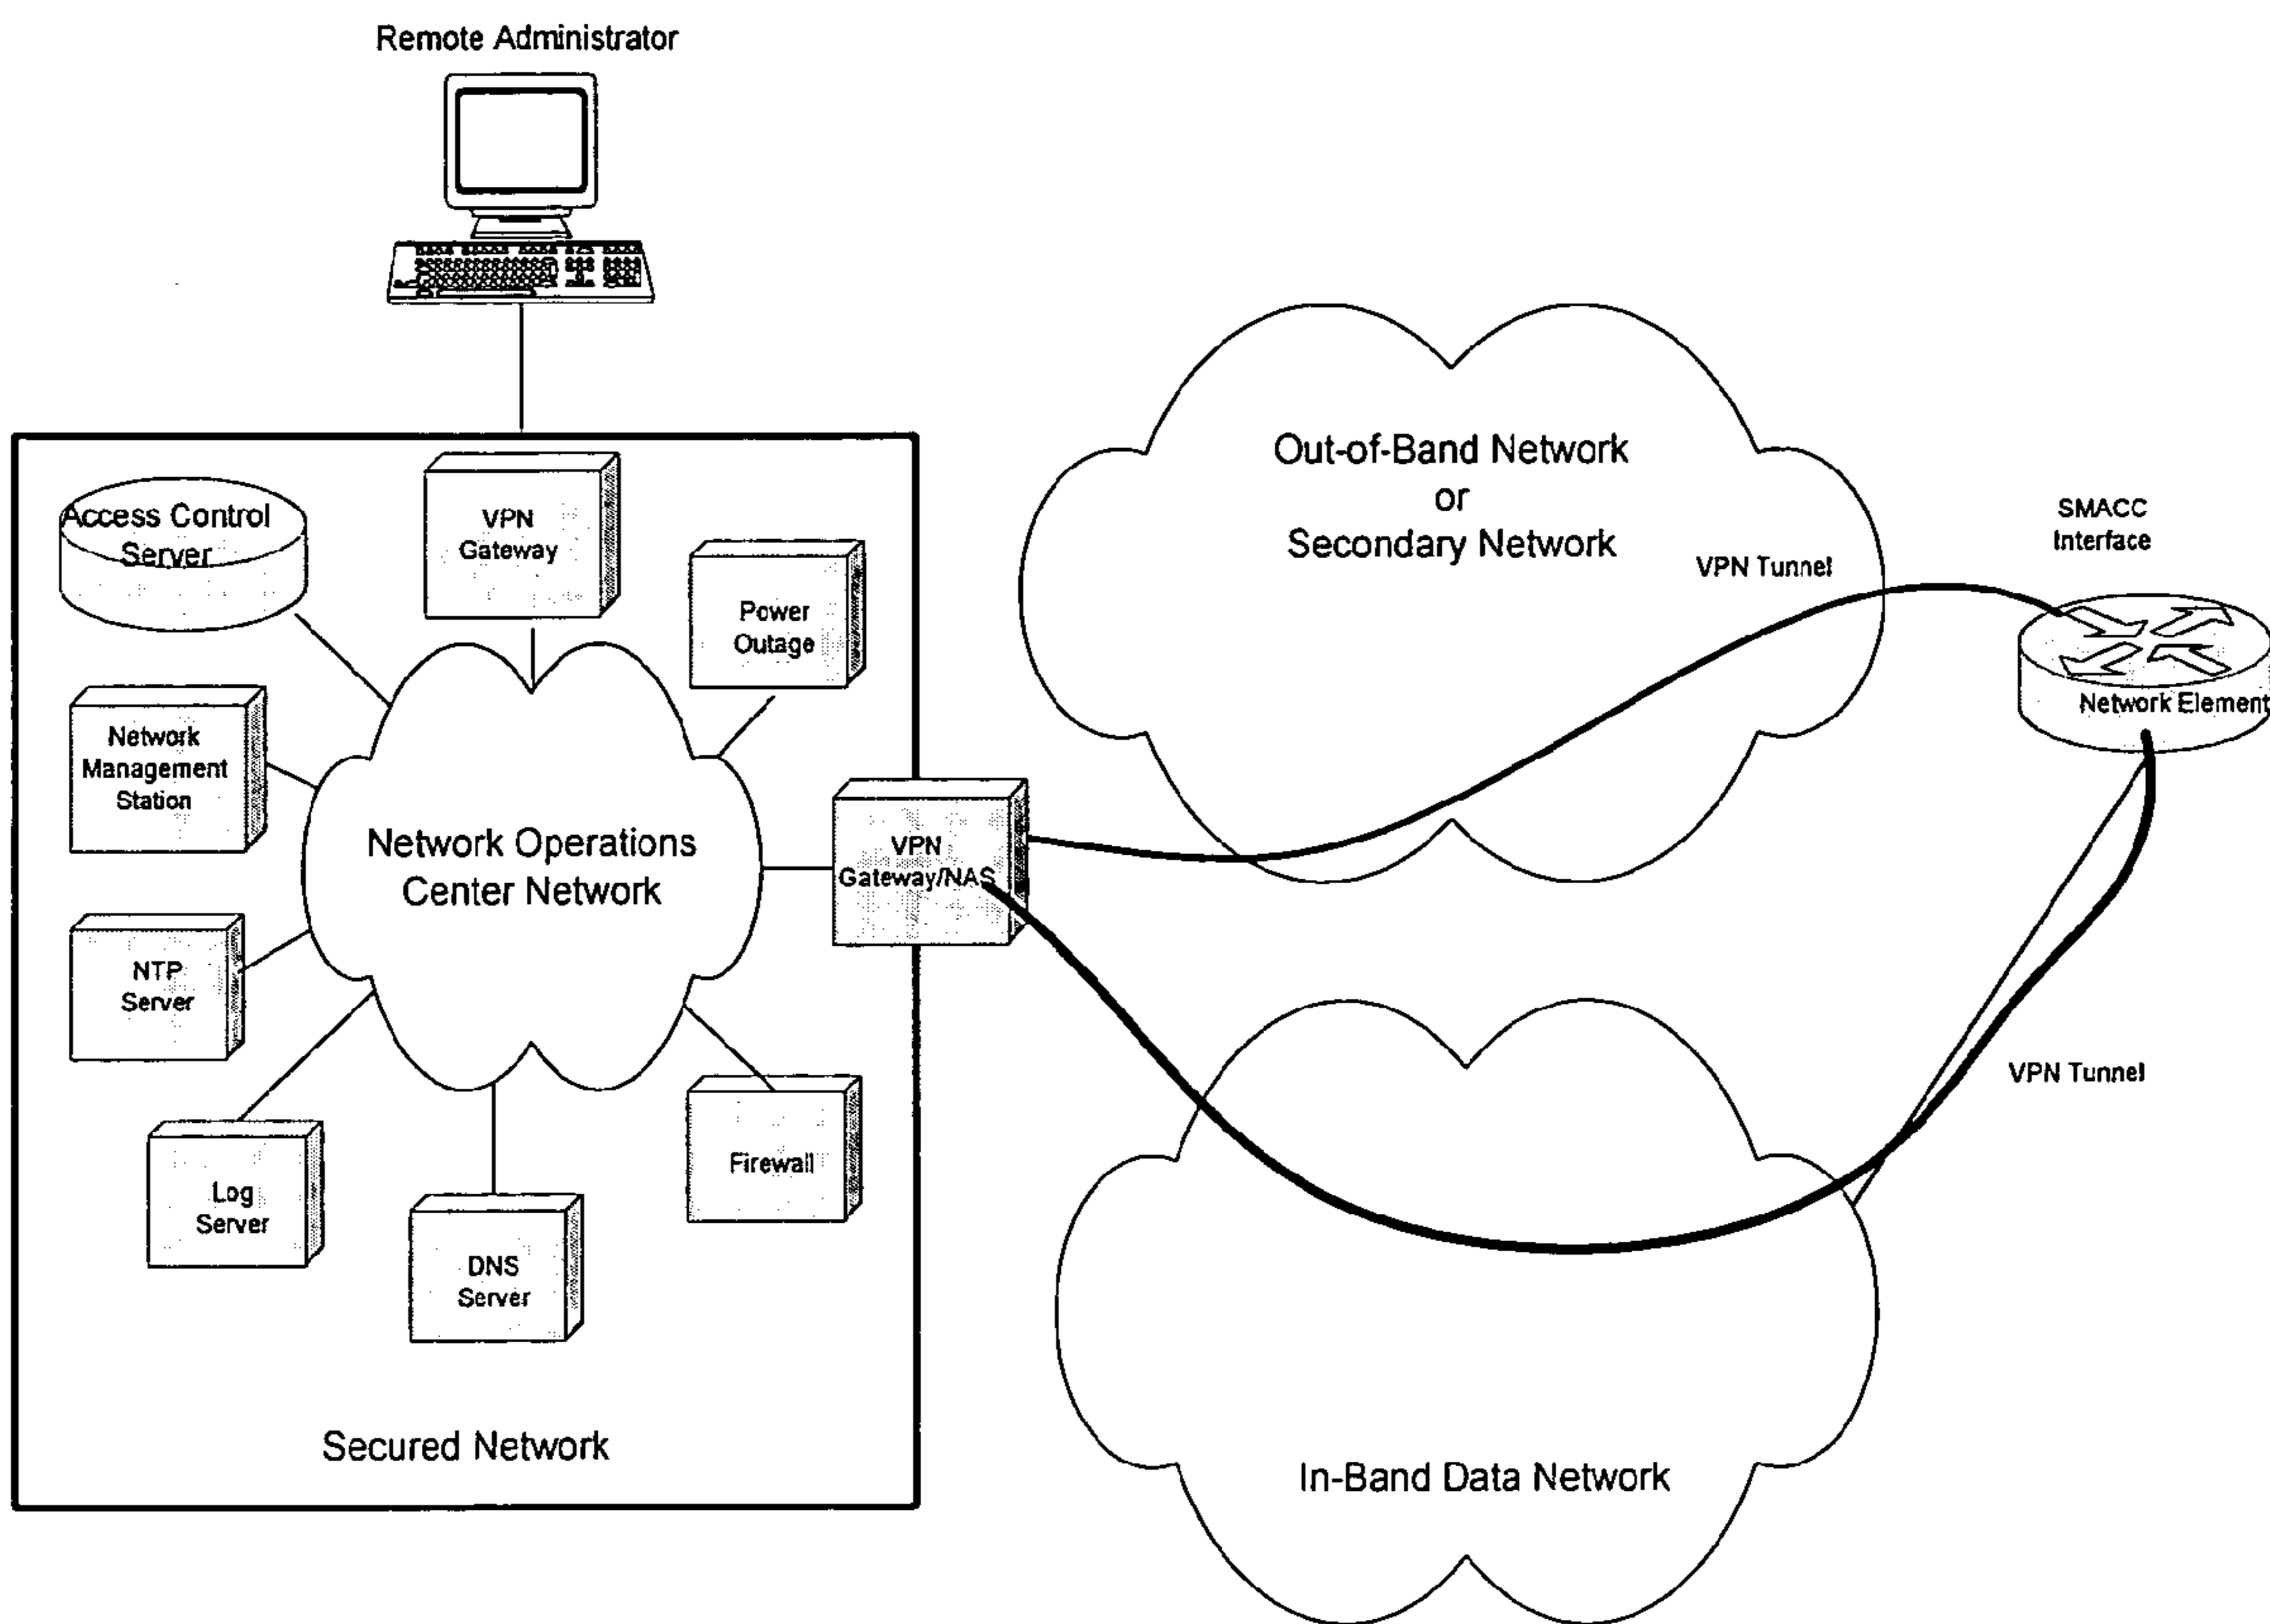 Remote Administrator
Access Control
Server
VPN
Gateway
Power
Outage
Network
Management
Station
Network Operations
Center Network
VPN
Gateway/NAS
NTP
Server
Log
Server
DNS
Server
Firewall
Secured Network
Out-of-Band Network
or
Secondary Network
VPN Tunnel
SMACC
Interface
Network Element
VPN Tunnel
In-Band Data Network